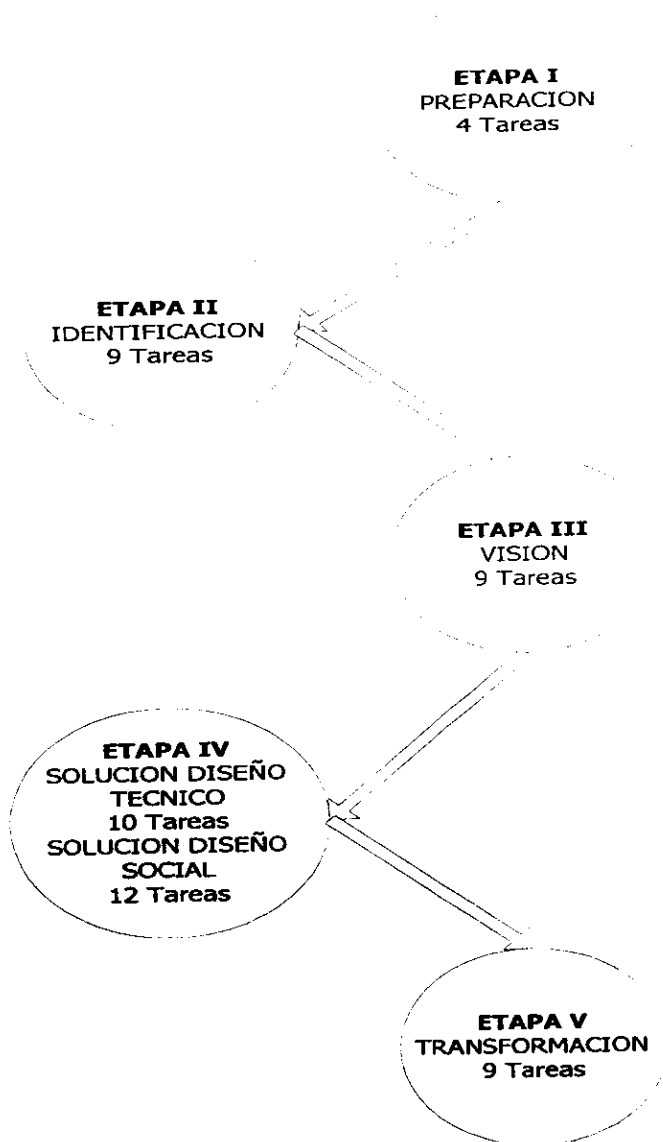 ETAPA I
PREPARACION
4 Tareas
ETAPA II
IDENTIFICACION
9 Tareas
ETAPA III
VISION
9 Tareas
ETAPA IV
SOLUCION DISEÑO
TECNICO
10 Tareas
SOLUCION DISEÑO
SOCIAL
12 Tareas
ETAPA V
TRANSFORMACION
9 Tareas